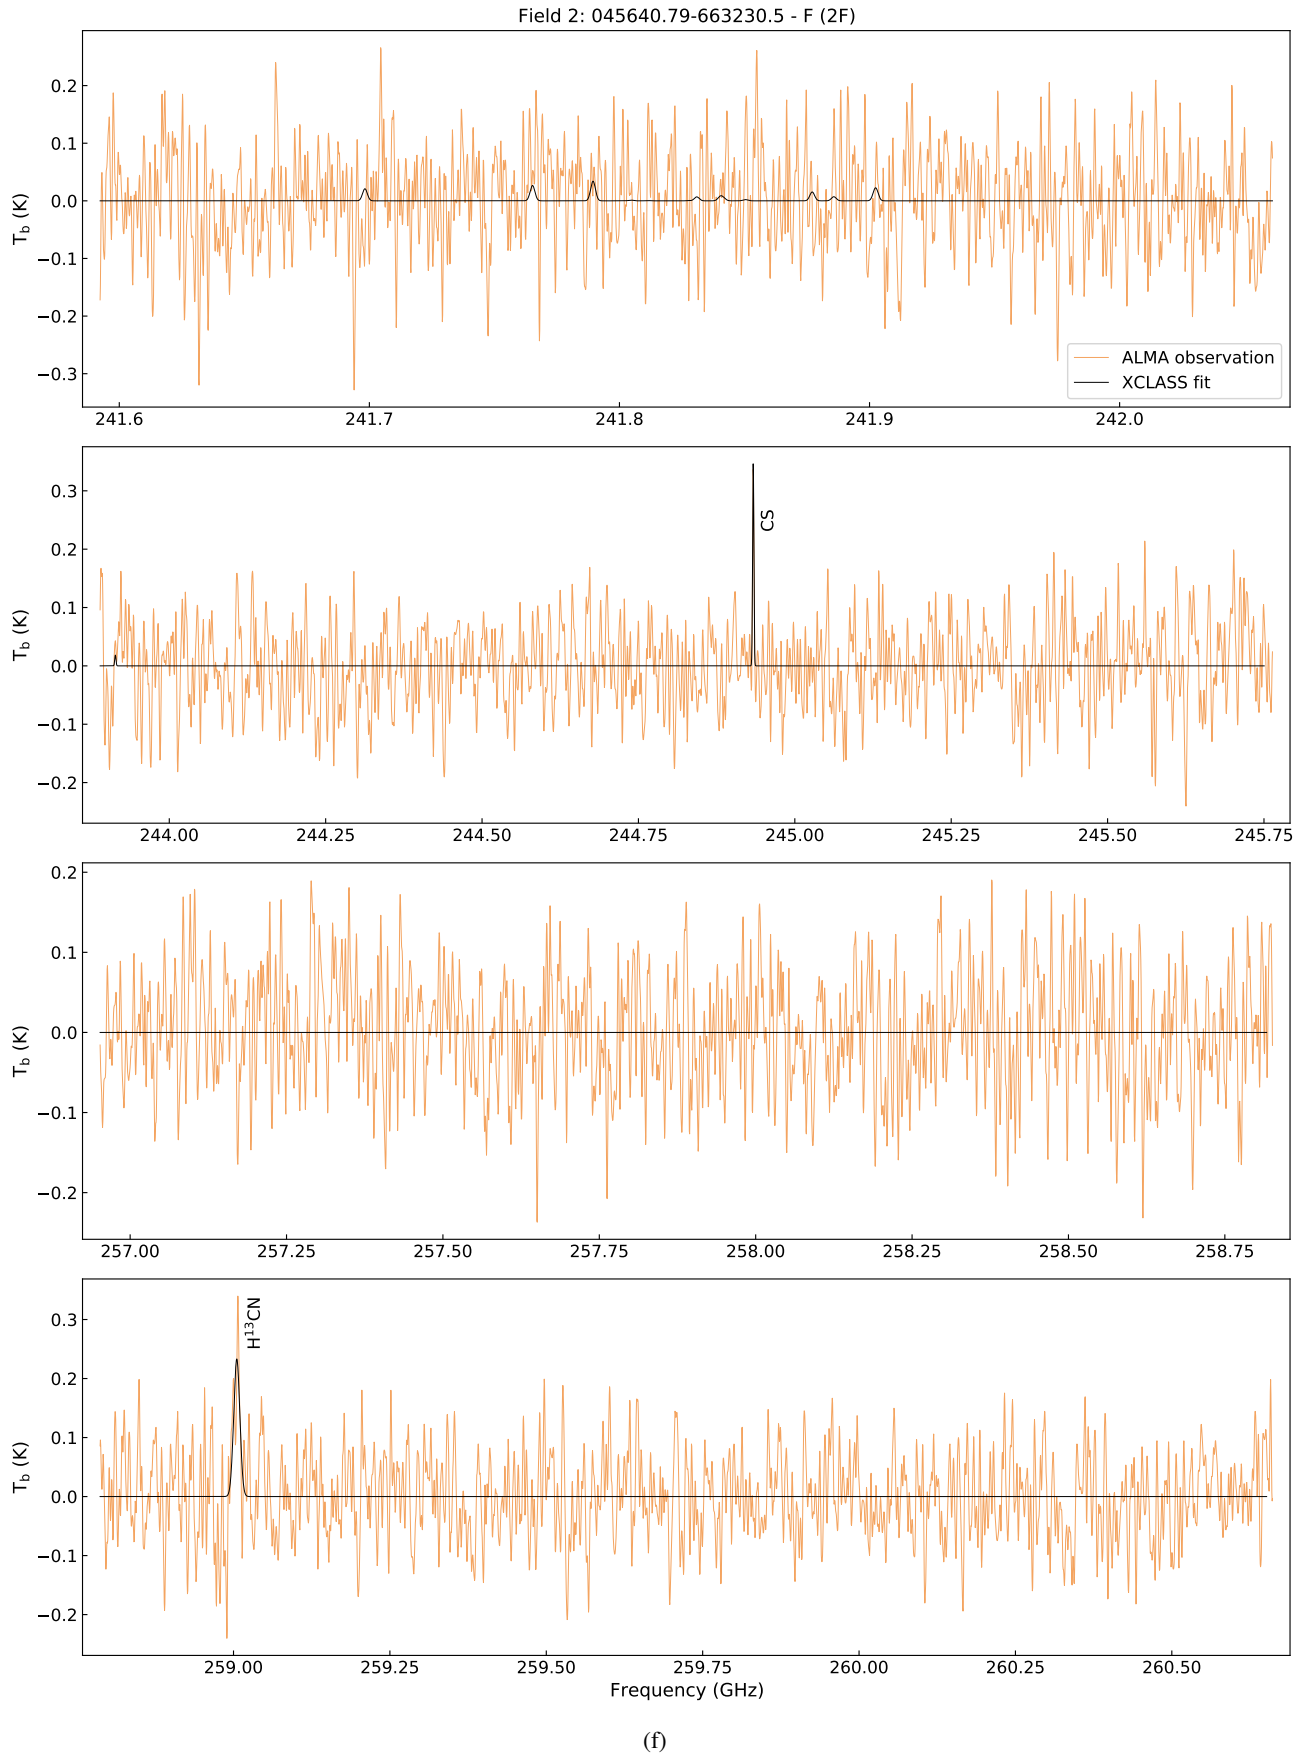 Field 2: 045640.79-663230.5 - F (2F)
0.2
0.1
0.0
−0.1
−0.2
−0.3
T_b (K)
ALMA observation
XCLASS fit
241.6 241.7 241.8 241.9 242.0
0.3
0.2
0.1
0.0
−0.1
−0.2
T_b (K)
CS
244.00 244.25 244.50 244.75 245.00 245.25 245.50 245.75
0.2
0.1
0.0
−0.1
−0.2
T_b (K)
257.00 257.25 257.50 257.75 258.00 258.25 258.50 258.75
0.3
0.2
0.1
0.0
−0.1
−0.2
T_b (K)
H¹³CN
259.00 259.25 259.50 259.75 260.00 260.25 260.50
Frequency (GHz)
(f)